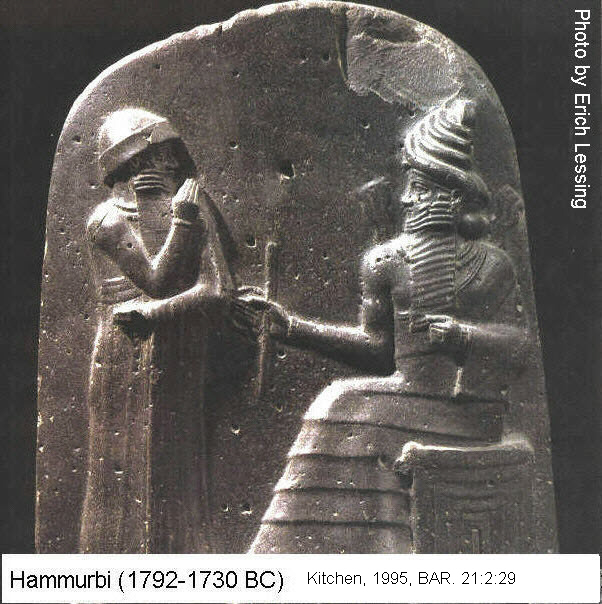 Photo by Erich Lessing
Hammurbi (1792-1730 BC) Kitchen, 1995, BAR. 21:2:29